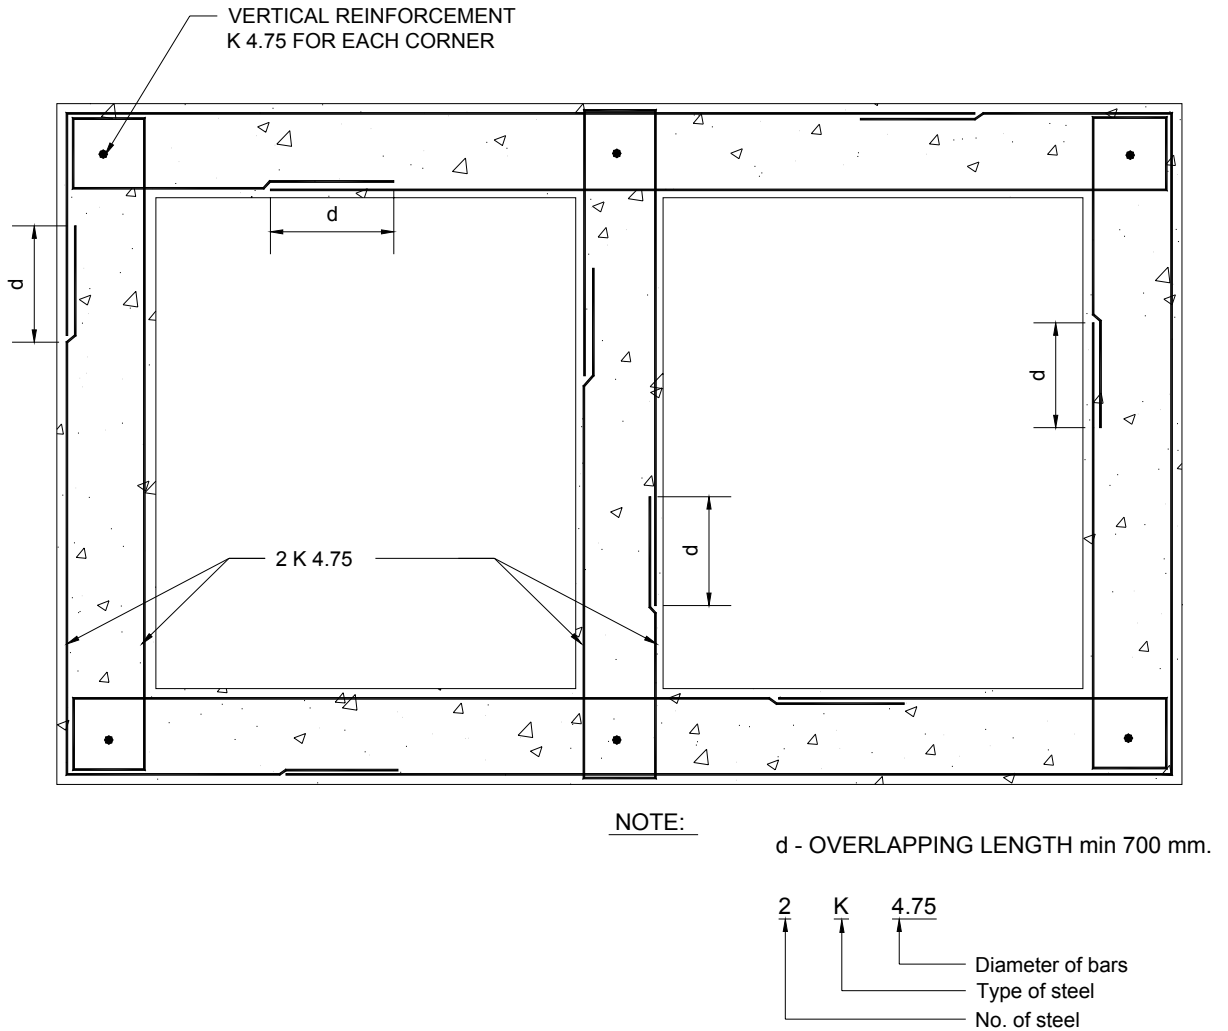 VERTICAL REINFORCEMENT
K 4.75 FOR EACH CORNER
d
d
d
d
2 K 4.75
NOTE:
d - OVERLAPPING LENGTH min 700 mm.
2 K 4.75
Diameter of bars
Type of steel
No. of steel